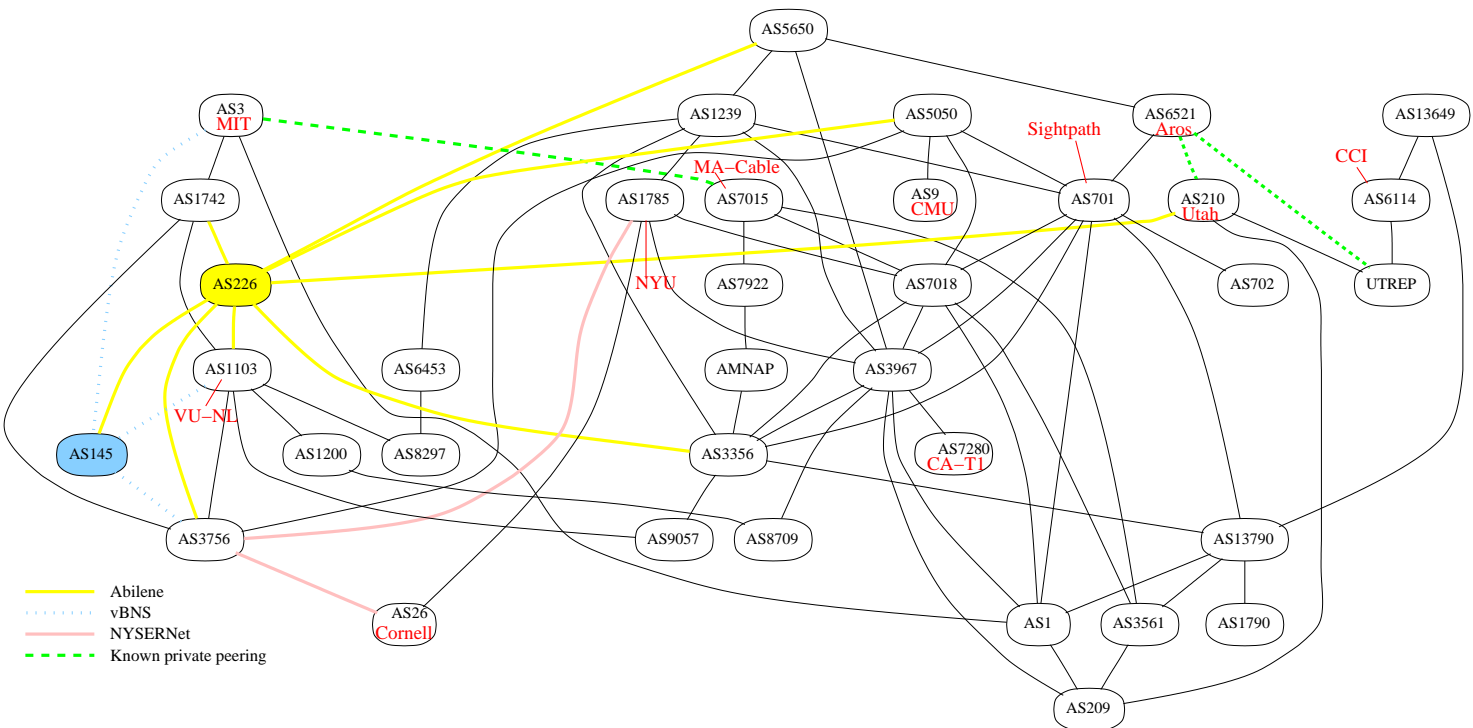 AS5650
AS3
MIT
AS1239
AS5050
AS6521
Aros
AS13649
Sightpath
CCI
MA−Cable
AS1742
AS1785
AS7015
AS9
CMU
AS701
AS210
Utah
AS6114
AS226
NYU
AS7922
AS7018
AS702
UTREP
AS1103
AS6453
AMNAP
AS3967
VU−NL
AS145
AS1200
AS8297
AS3356
AS7280
CA−T1
AS3756
AS9057
AS8709
AS13790
Abilene
vBNS
NYSERNet
Known private peering
AS26
Cornell
AS1
AS3561
AS1790
AS209